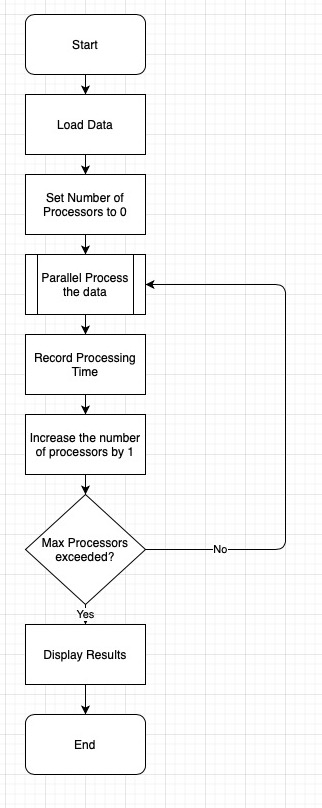 Start
Load Data
Set Number of
Processors to 0
Parallel Process
the data
Record Processing
Time
Increase the number
of processors by 1
Max Processors
exceeded?
No
Yes
Display Results
End